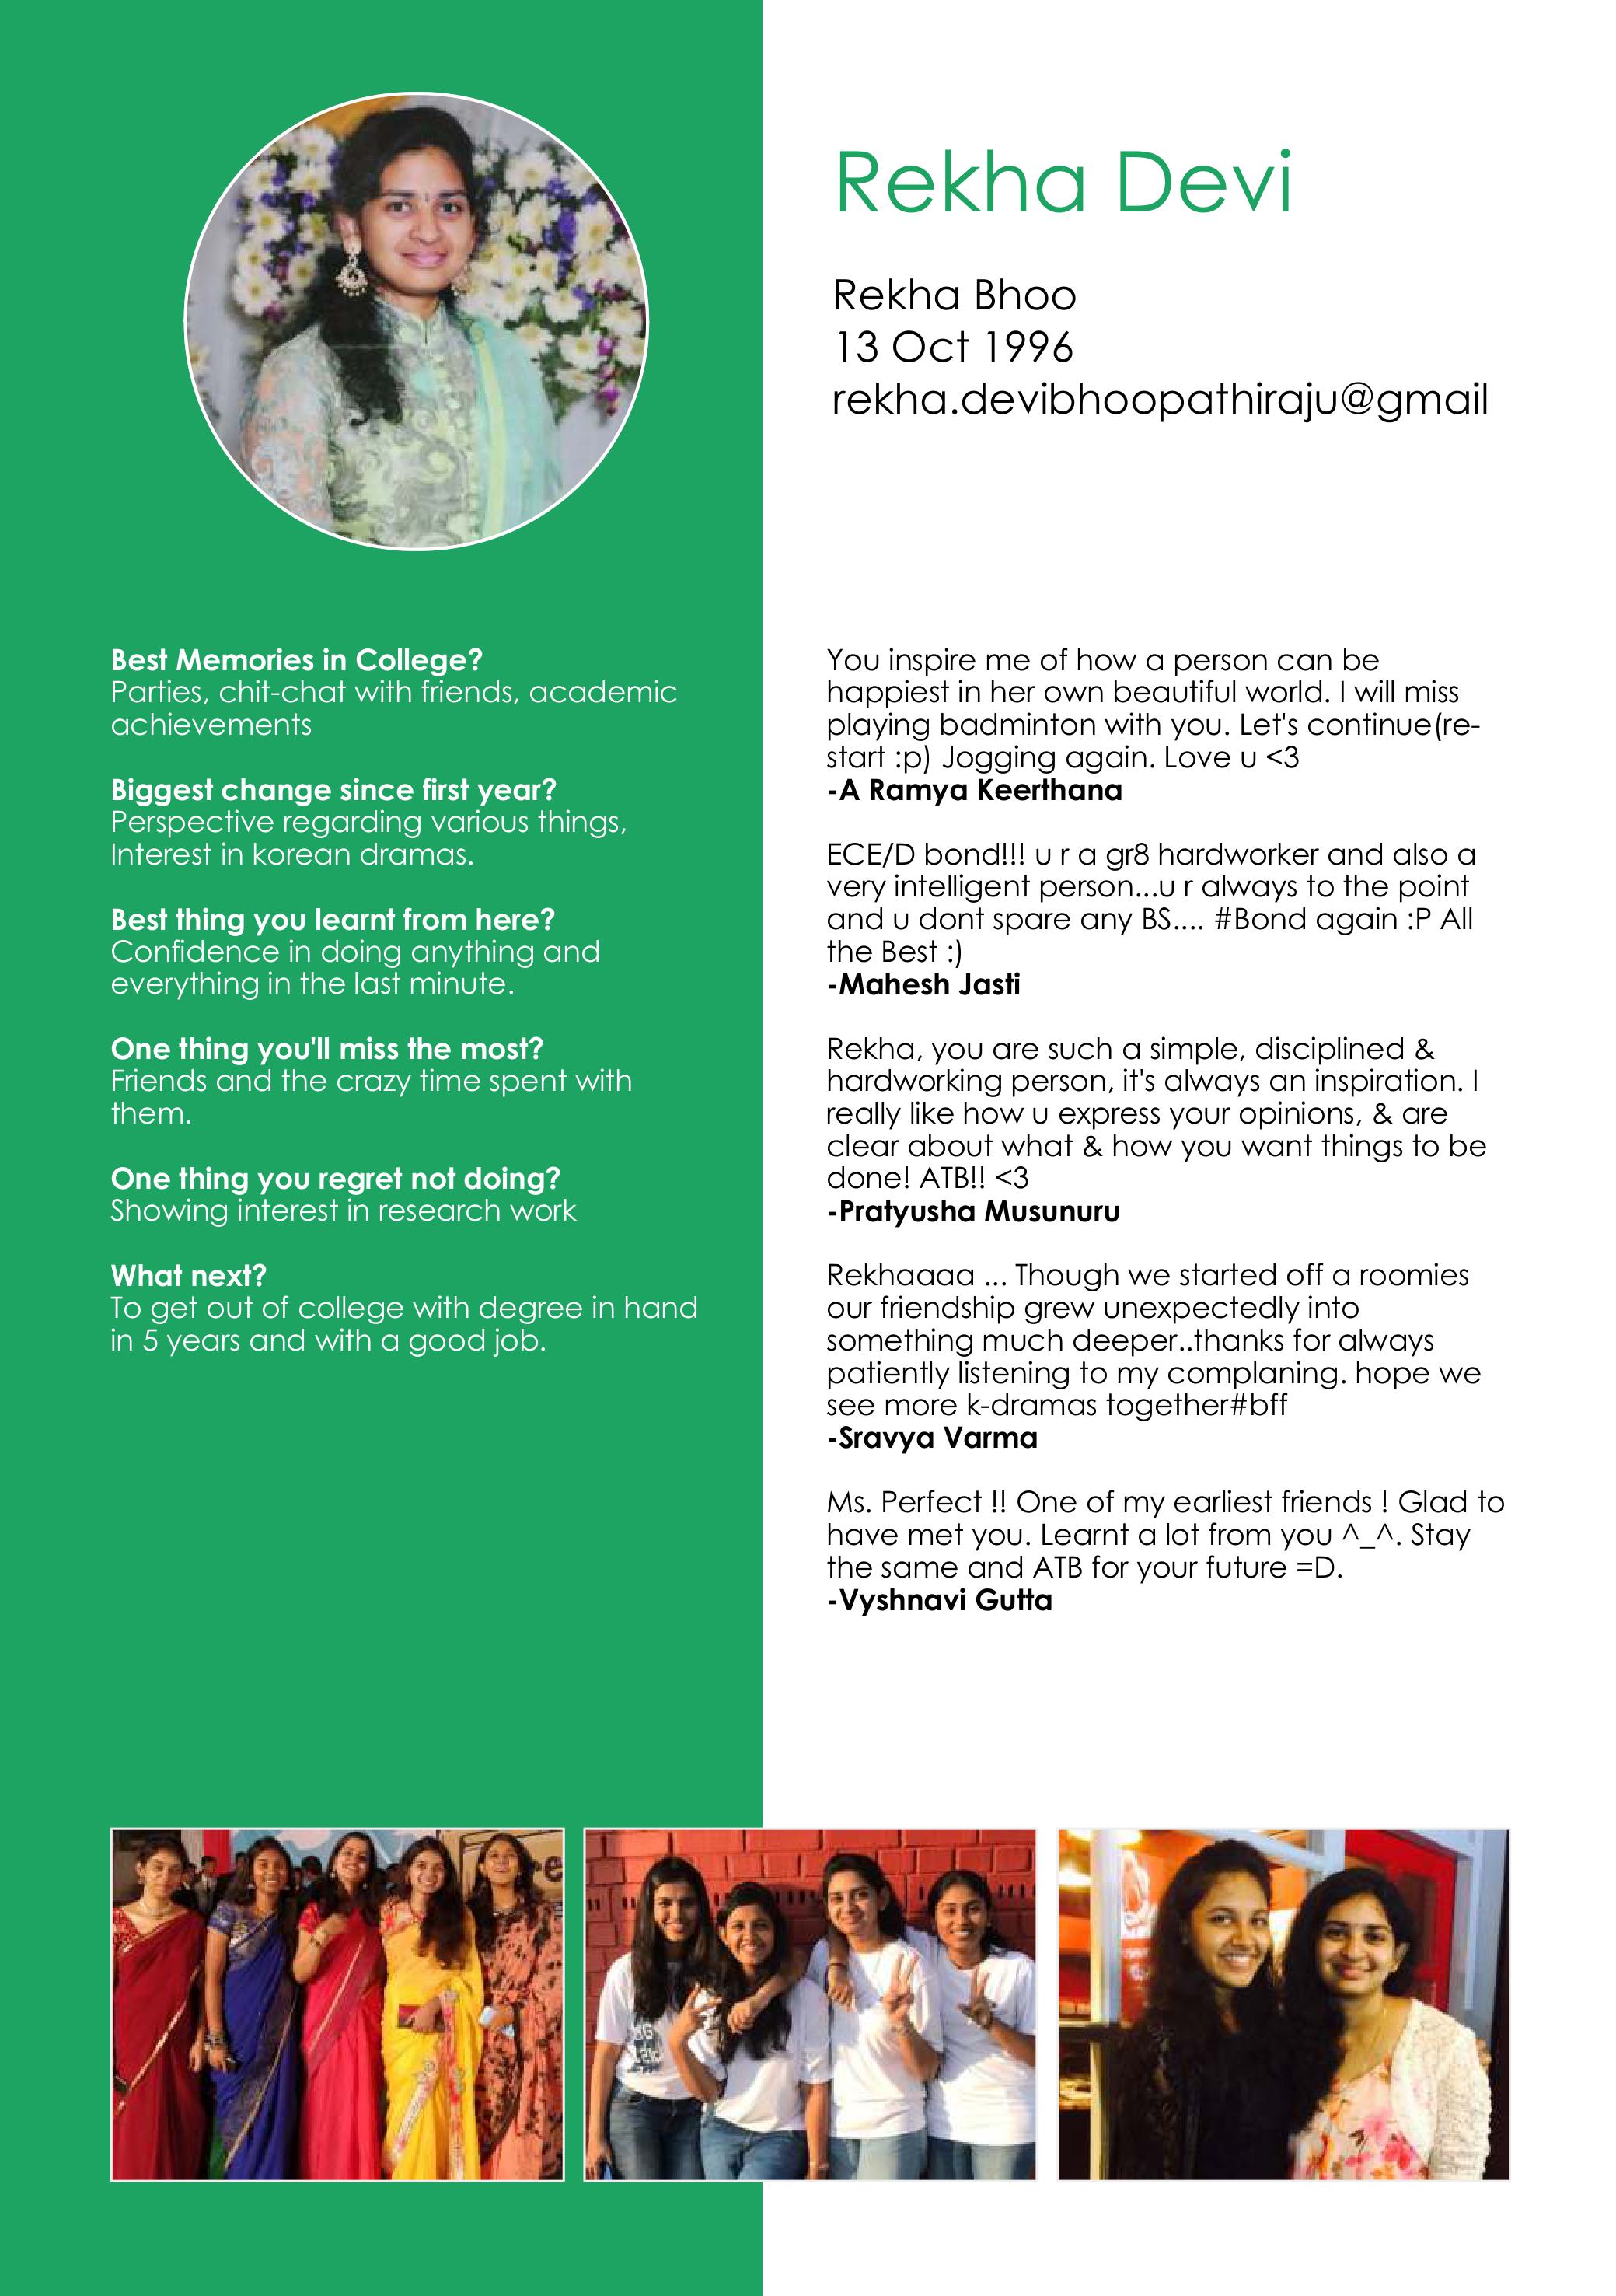 Rekha Devi
Rekha Bhoo
13 Oct 1996
rekha.devibhoopathiraju@gmail
Best Memories in College?
Parties, chit-chat with friends, academic
achievements
Biggest change since first year?
Perspective regarding various things,
Interest in korean dramas.
Best thing you learnt from here?
Confidence in doing anything and
everything in the last minute.
One thing you'll miss the most?
Friends and the crazy time spent with
them.
One thing you regret not doing?
Showing interest in research work
What next?
To get out of college with degree in hand
in 5 years and with a good job.
You inspire me of how a person can be
happiest in her own beautiful world. I will miss
playing badminton with you. Let's continue(re-
start :p) Jogging again. Love u <3
-A Ramya Keerthana
ECE/D bond!!! u r a gr8 hardworker and also a
very intelligent person...u r always to the point
and u dont spare any BS.... #Bond again :P All
the Best :)
-Mahesh Jasti
Rekha, you are such a simple, disciplined &
hardworking person, it's always an inspiration. I
really like how u express your opinions, & are
clear about what & how you want things to be
done! ATB!! <3
-Pratyusha Musunuru
Rekhaaaa ... Though we started off a roomies
our friendship grew unexpectedly into
something much deeper..thanks for always
patiently listening to my complaning. hope we
see more k-dramas together#bff
-Sravya Varma
Ms. Perfect !! One of my earliest friends ! Glad to
have met you. Learnt a lot from you ^_^. Stay
the same and ATB for your future =D.
-Vyshnavi Gutta